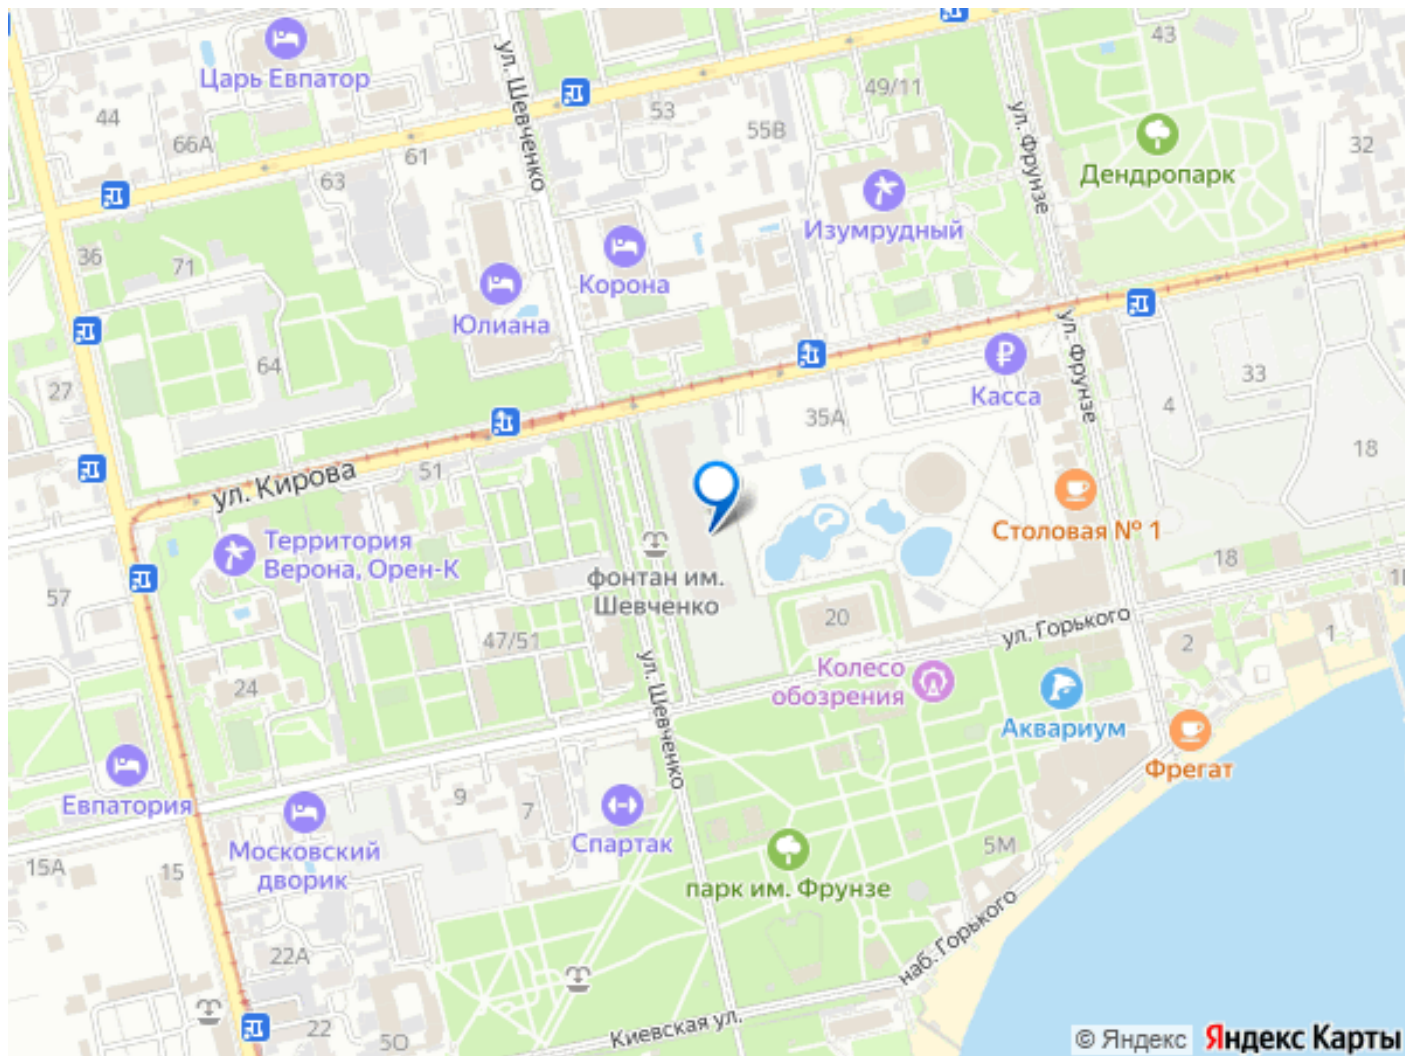 Царь Евпатор
ул. Шевченко
43
44
66А
53
49/11
55В
ул. Фрунзе
32
Дендропарк
61
63
Изумрудный
36
71
Корона
Юлиана
64
27
ул. Фрунзе
Касса
35А
33
4
18
51
ул. Кирова
Столовая № 1
Территория
Верона, Орен-К
фонтан им.
Шевченко
18
57
47/51
20
ул. Горького
2
1
24
ул. Шевченко
Колесо
обозрения
Аквариум
Фрегат
Евпатория
9
7
Спартак
Московский
дворик
15А
15
5М
парк им. Фрунзе
22А
наб. Горького
22
50
Киевская ул.
© Яндекс Яндекс Карты